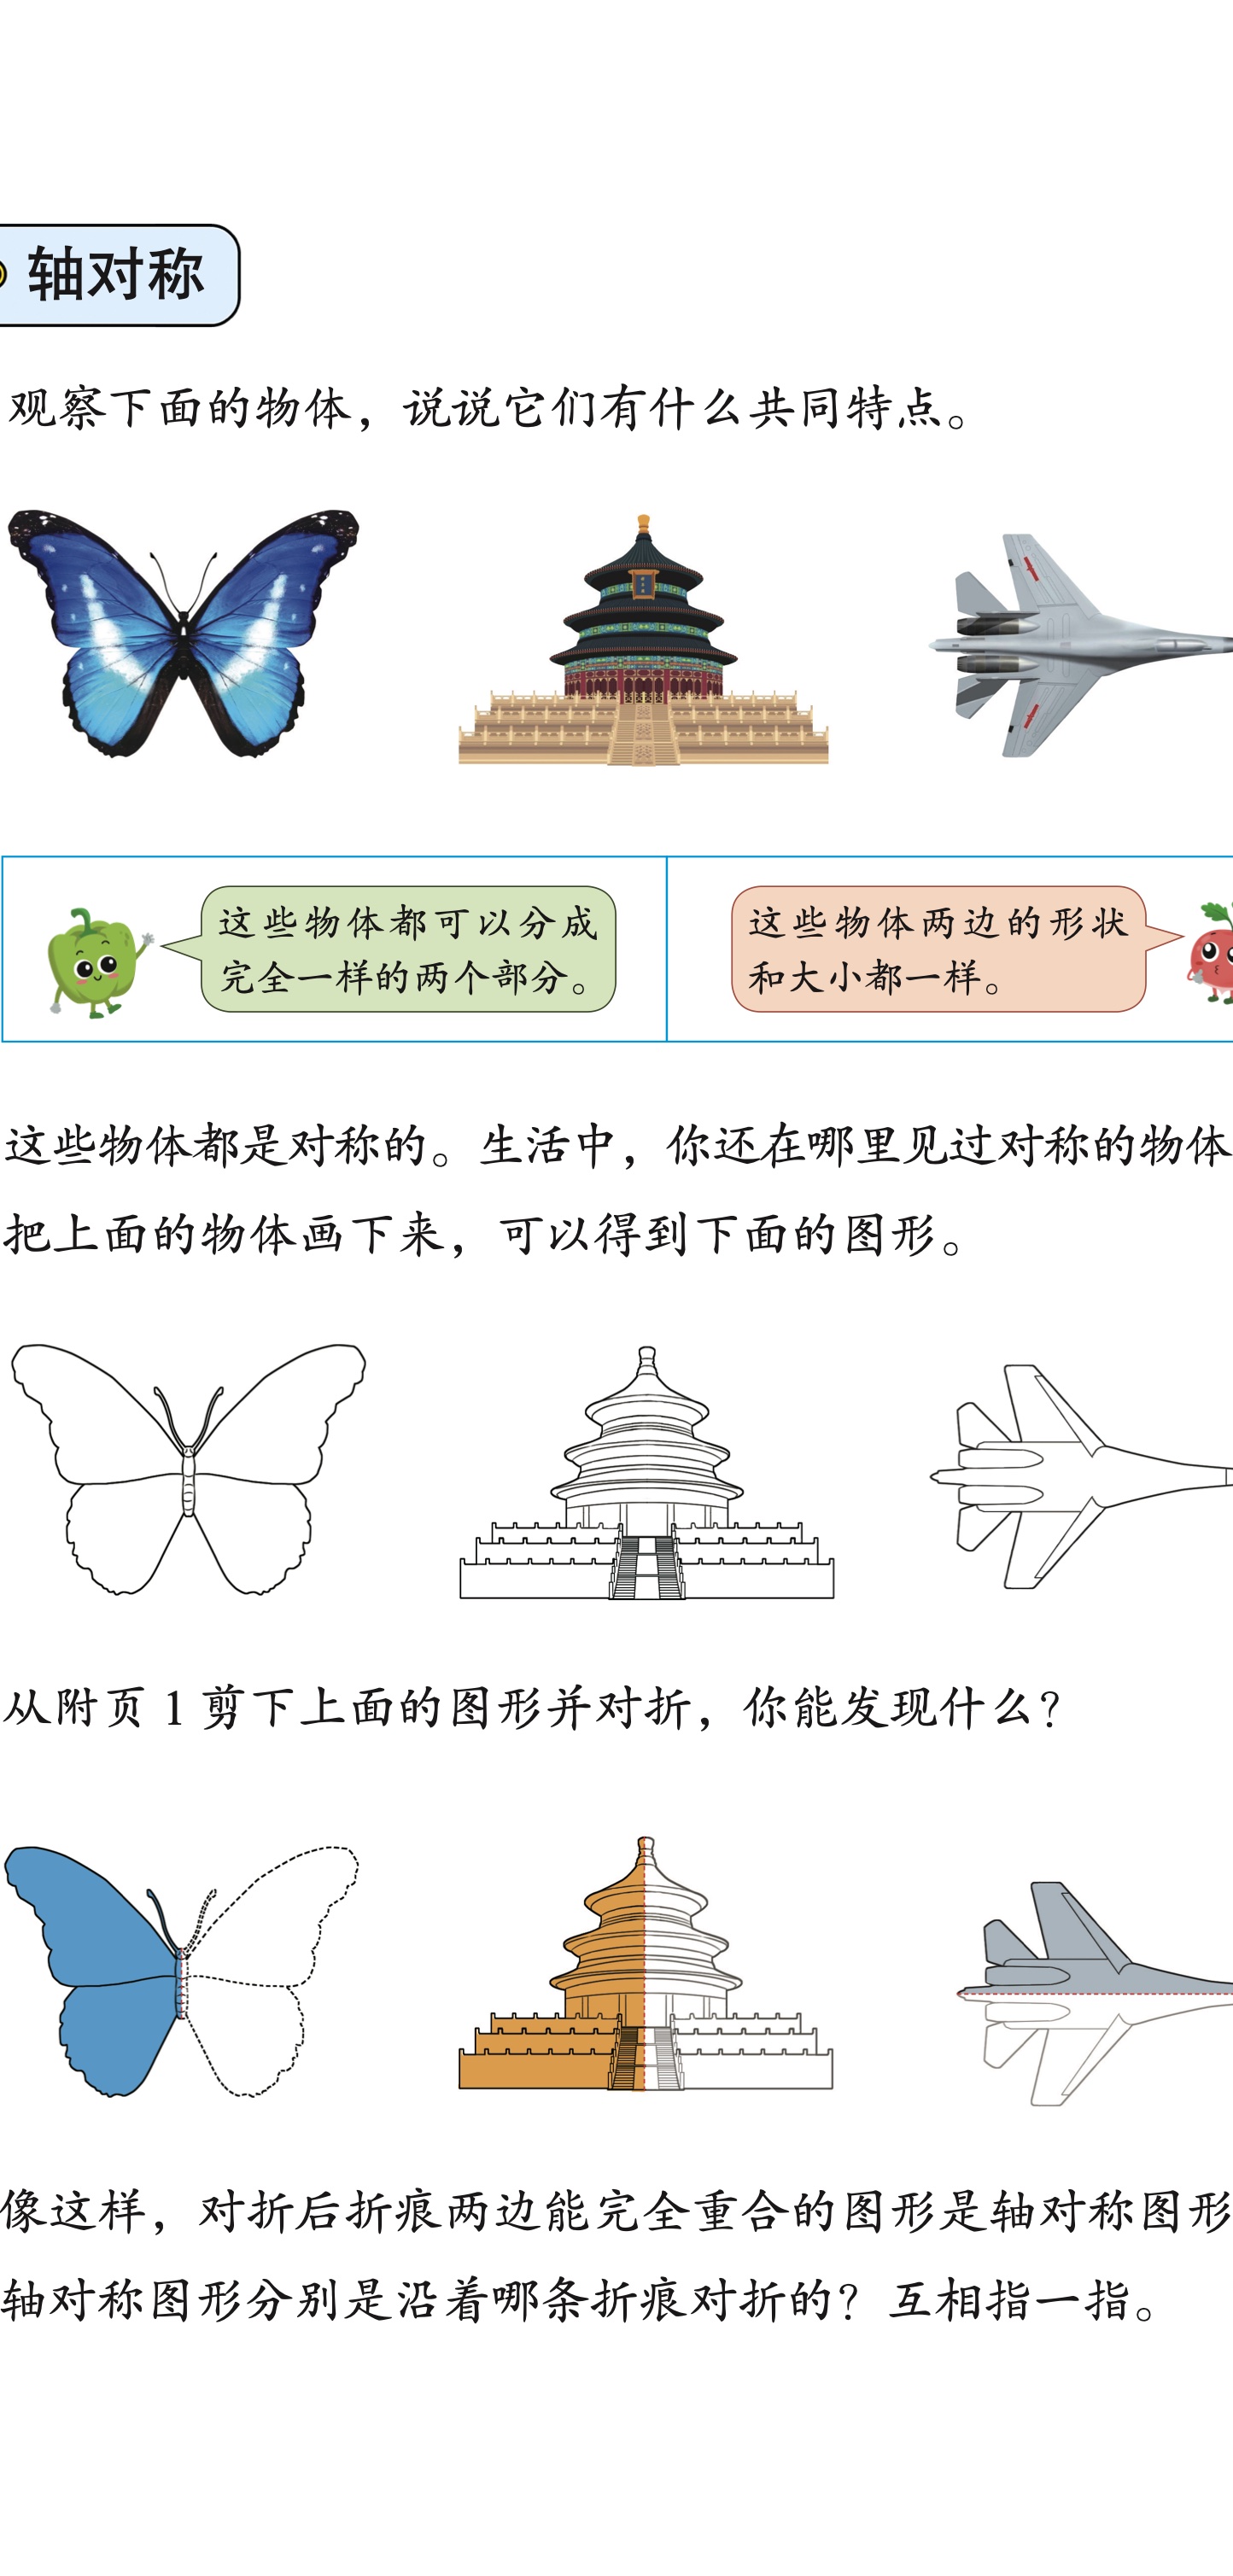 轴对称
观察下面的物体，说说它们有什么共同特点。
这些物体都可以分成
完全一样的两个部分。
这些物体两边的形状
和大小都一样。
这些物体都是对称的。生活中，你还在哪里见过对称的物体
把上面的物体画下来，可以得到下面的图形。
从附页 1 剪下上面的图形并对折，你能发现什么？
像这样，对折后折痕两边能完全重合的图形是轴对称图形
轴对称图形分别是沿着哪条折痕对折的？互相指一指。